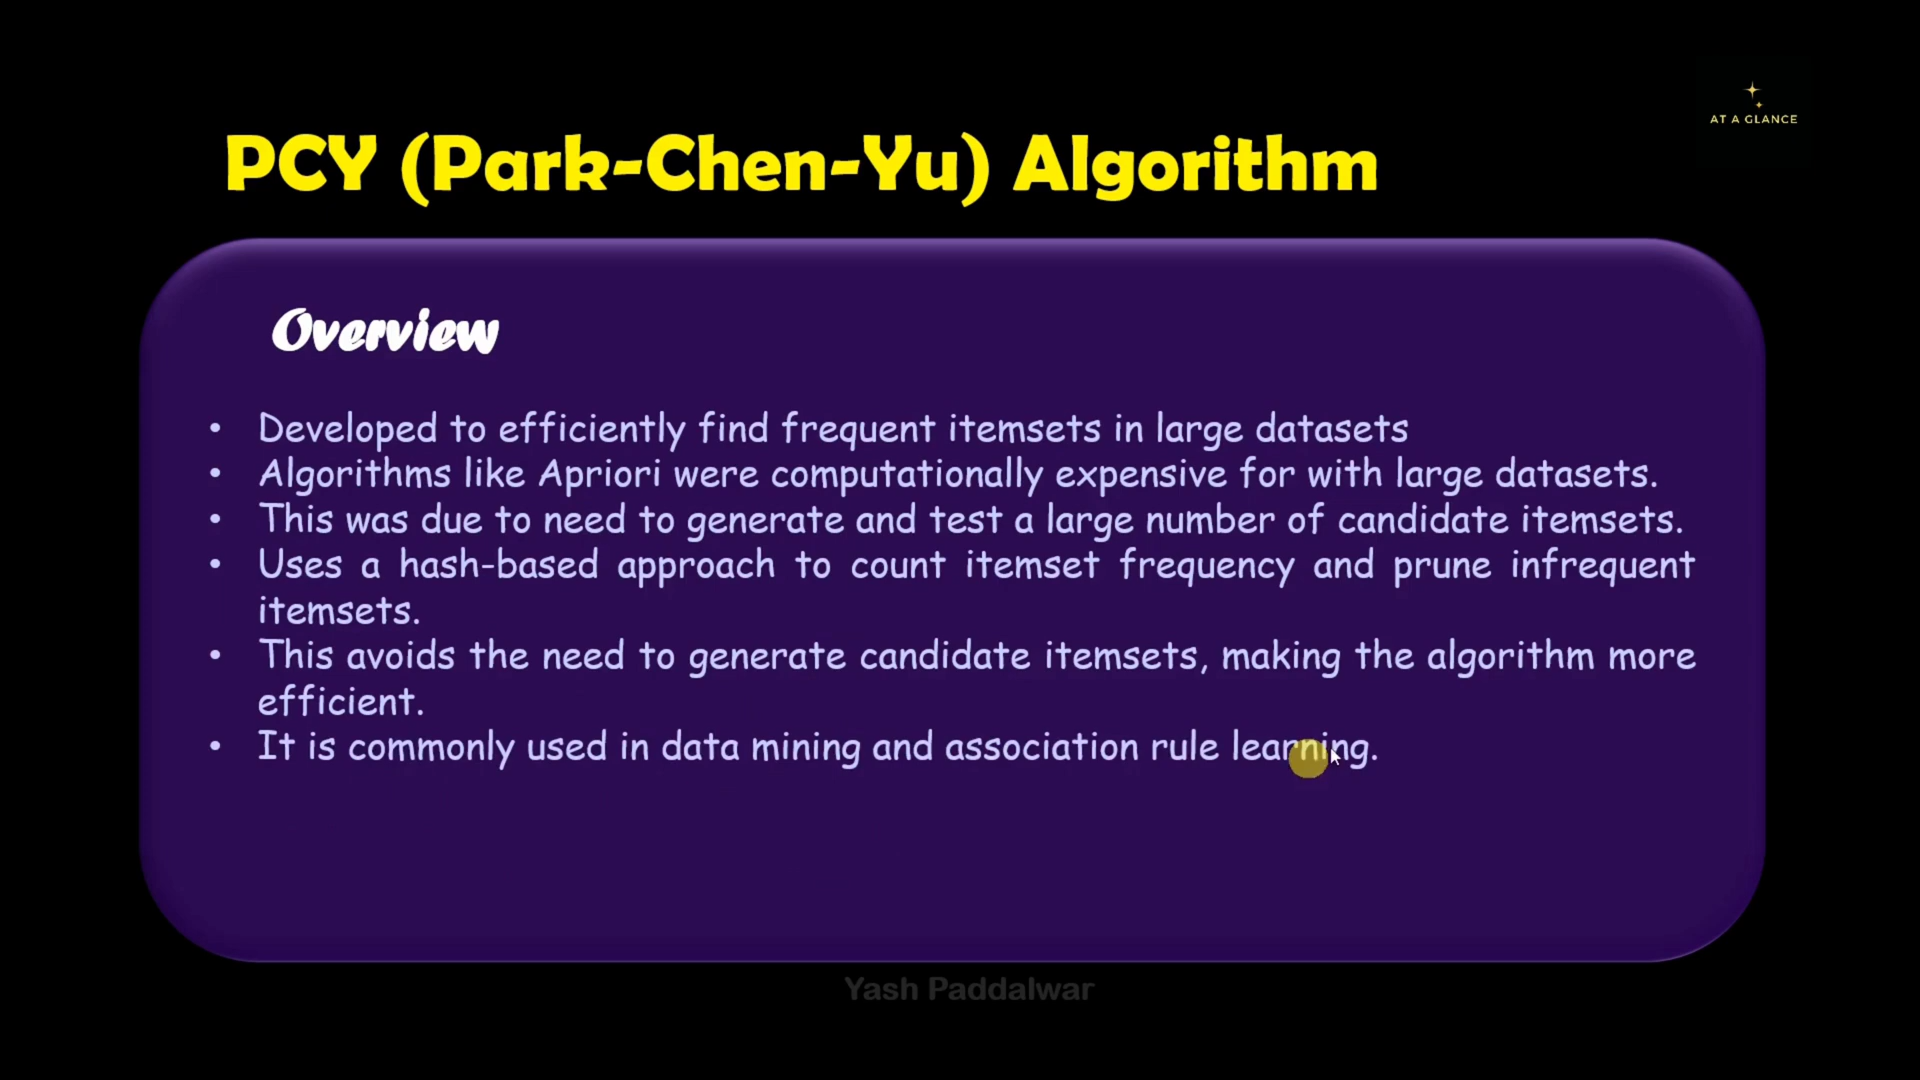 AT A GLANCE
PCY (Park-Chen-Yu) Algorithm
Overview
• Developed to efficiently find frequent itemsets in large datasets
• Algorithms like Apriori were computationally expensive for with large datasets.
• This was due to need to generate and test a large number of candidate itemsets.
• Uses a hash-based approach to count itemset frequency and prune infrequent
itemsets.
• This avoids the need to generate candidate itemsets, making the algorithm more
efficient.
• It is commonly used in data mining and association rule learning.
Yash Paddalwar